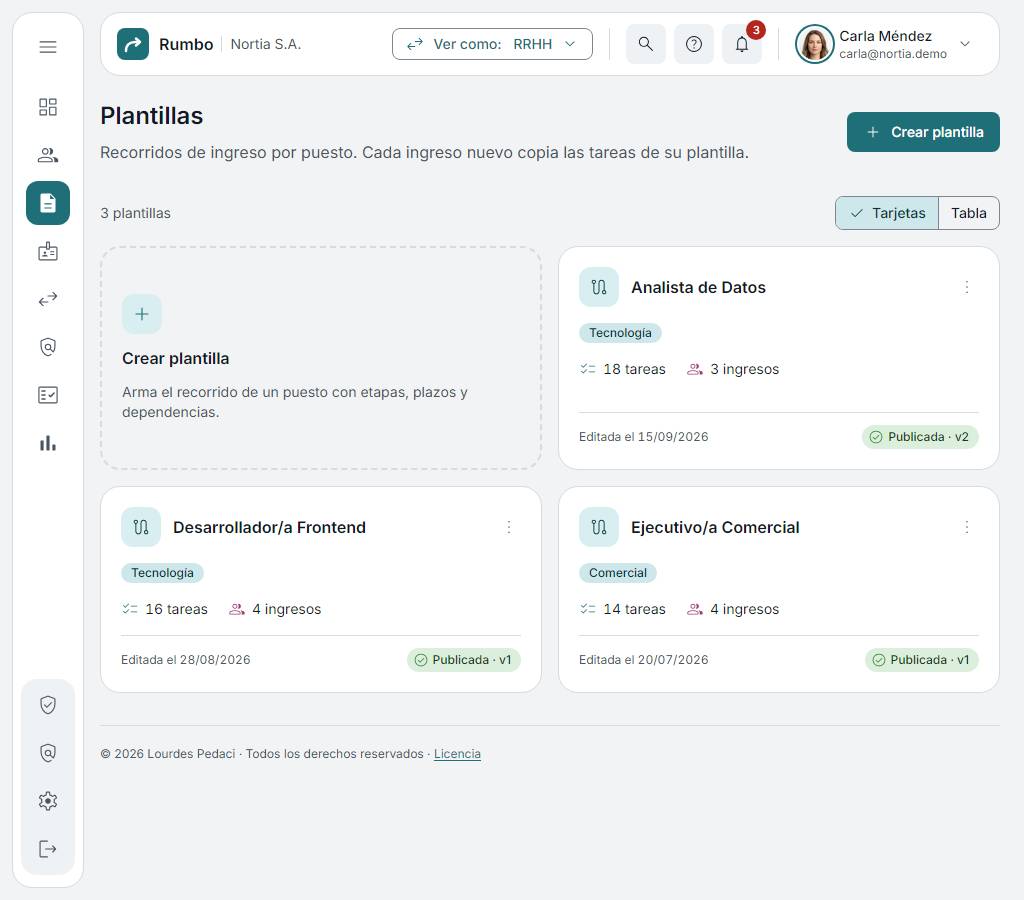 Rumbo
Nortia S.A.
Ver como: RRHH
3
Carla Méndez
carla@nortia.demo
Plantillas
Recorridos de ingreso por puesto. Cada ingreso nuevo copia las tareas de su plantilla.
Crear plantilla
3 plantillas
Tarjetas
Tabla
Crear plantilla
Arma el recorrido de un puesto con etapas, plazos y
dependencias.
Analista de Datos
Tecnología
18 tareas
3 ingresos
Editada el 15/09/2026
Publicada · v2
Desarrollador/a Frontend
Tecnología
16 tareas
4 ingresos
Editada el 28/08/2026
Publicada · v1
Ejecutivo/a Comercial
Comercial
14 tareas
4 ingresos
Editada el 20/07/2026
Publicada · v1
© 2026 Lourdes Pedaci · Todos los derechos reservados · Licencia